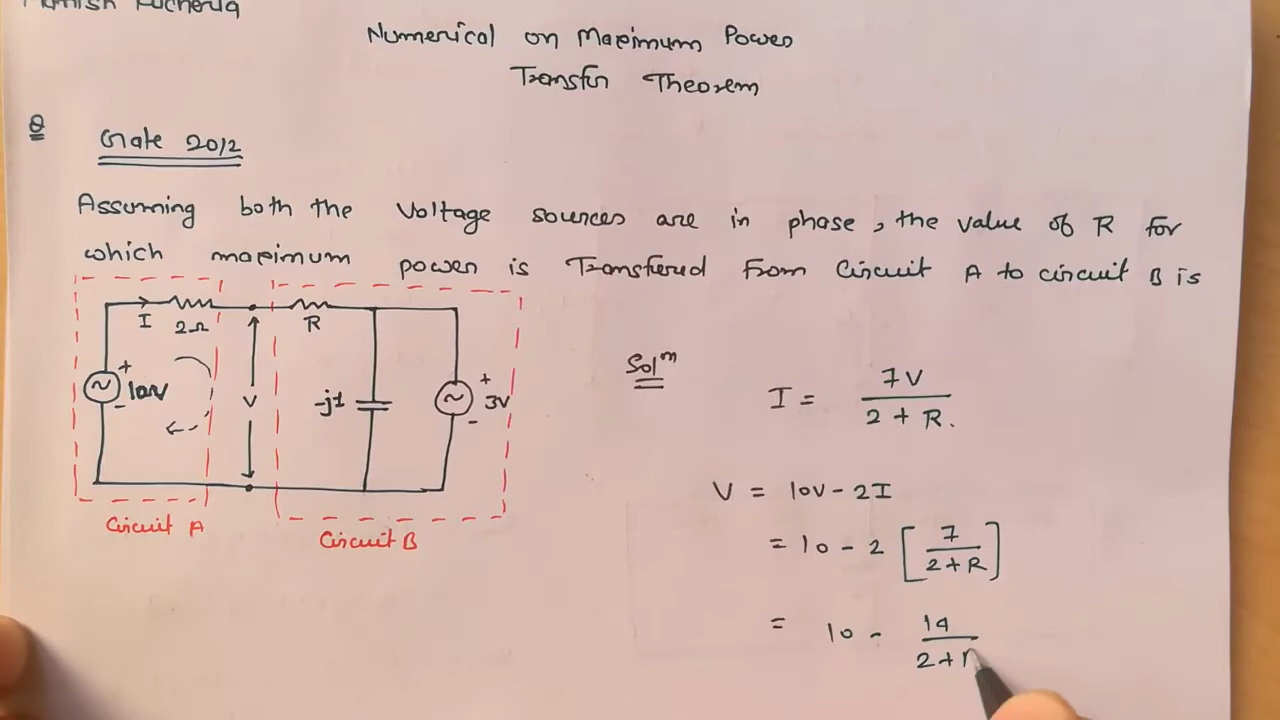 Numerical on Maximum Power
Transfer Theorem
Q Gate 2012
Assuming both the Voltage sources are in phase, the value of R for
which maximum power is Transferred from Circuit A to circuit B is
I 2Ω R
+ 10V -
V
-j1
+ 3V -
Circuit A
Circuit B
Solⁿ
I = 7V / 2 + R.
V = 10V - 2I
= 10 - 2 [ 7 / 2 + R ]
= 10 - 14 / 2 + R